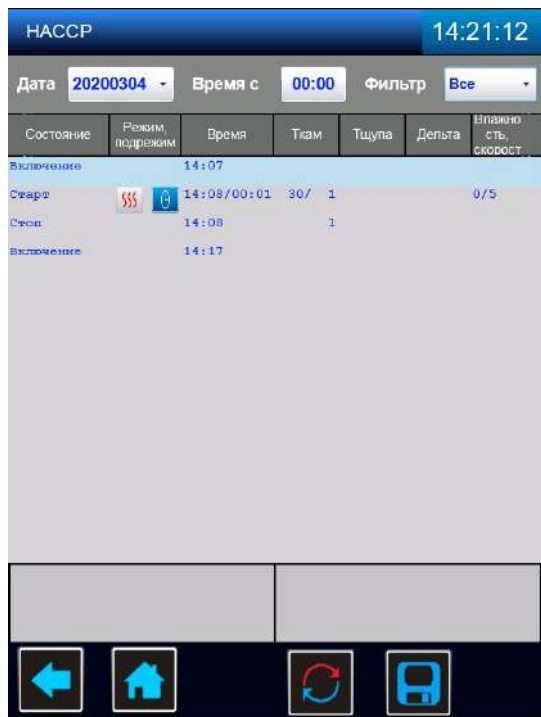 HACCP 14:21:12
Дата 20200304 Время с 00:00 Фильтр Все
Состояние Режим, подрежим Время Ткам Тщупа Дельта Влажно сть, скорост
Включение 14:07
Старт 14:08/00:01 30/ 1 0/5
Стоп 14:08 1
Включение 14:17